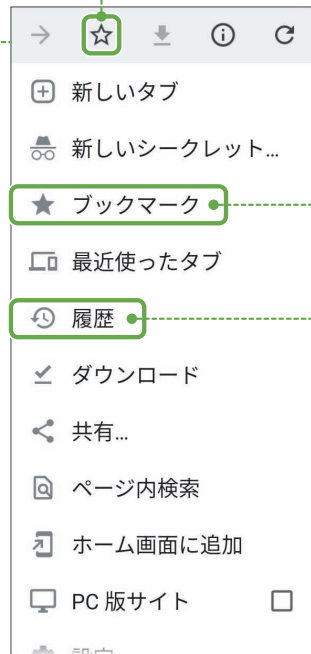 新しいタブ
新しいシークレット…
ブックマーク
最近使ったタブ
履歴
ダウンロード
共有…
ページ内検索
ホーム画面に追加
PC 版サイト